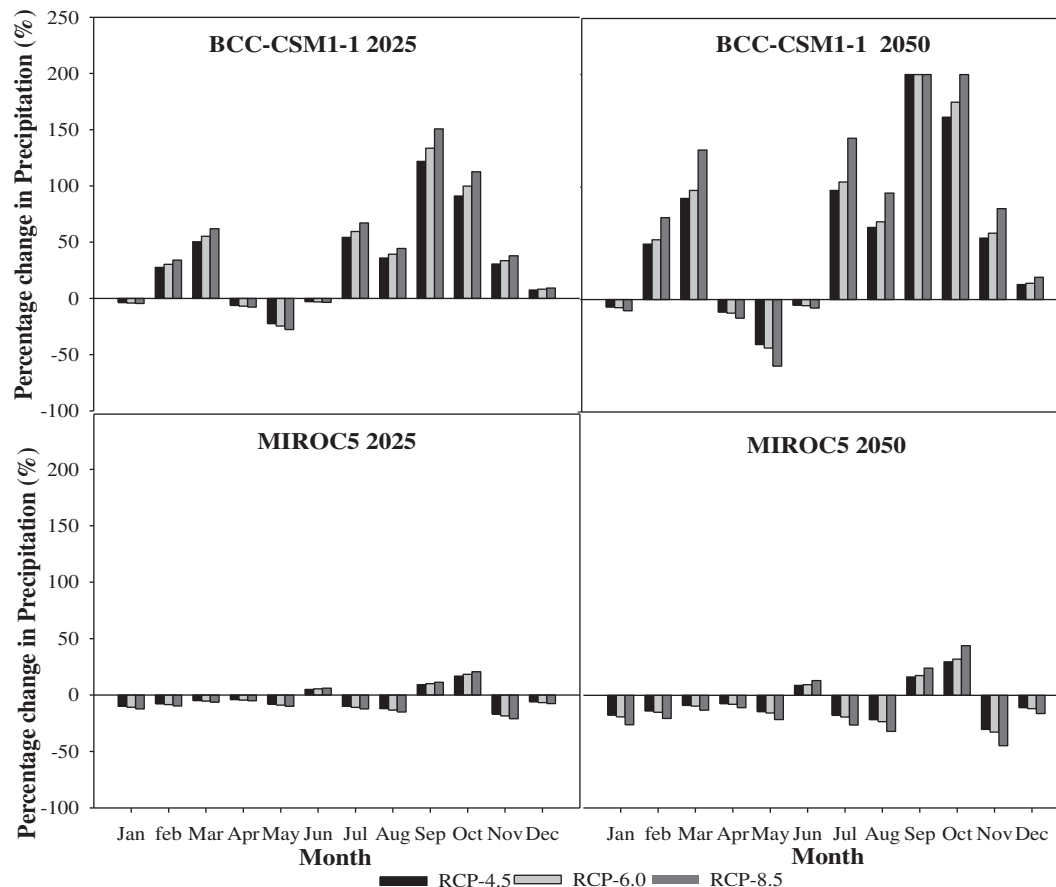 250
200
150
100
50
0
-50
-100
Percentage change in Precipitation (%)
BCC-CSM1-1 2025
BCC-CSM1-1 2050
200
150
100
50
0
-50
-100
Percentage change in Precipitation (%)
MIROC5 2025
MIROC5 2050
Jan feb Mar Apr May Jun Jul Aug Sep Oct Nov Dec
Jan feb Mar Apr May Jun Jul Aug Sep Oct Nov Dec
Month
Month
RCP-4.5 RCP-6.0 RCP-8.5